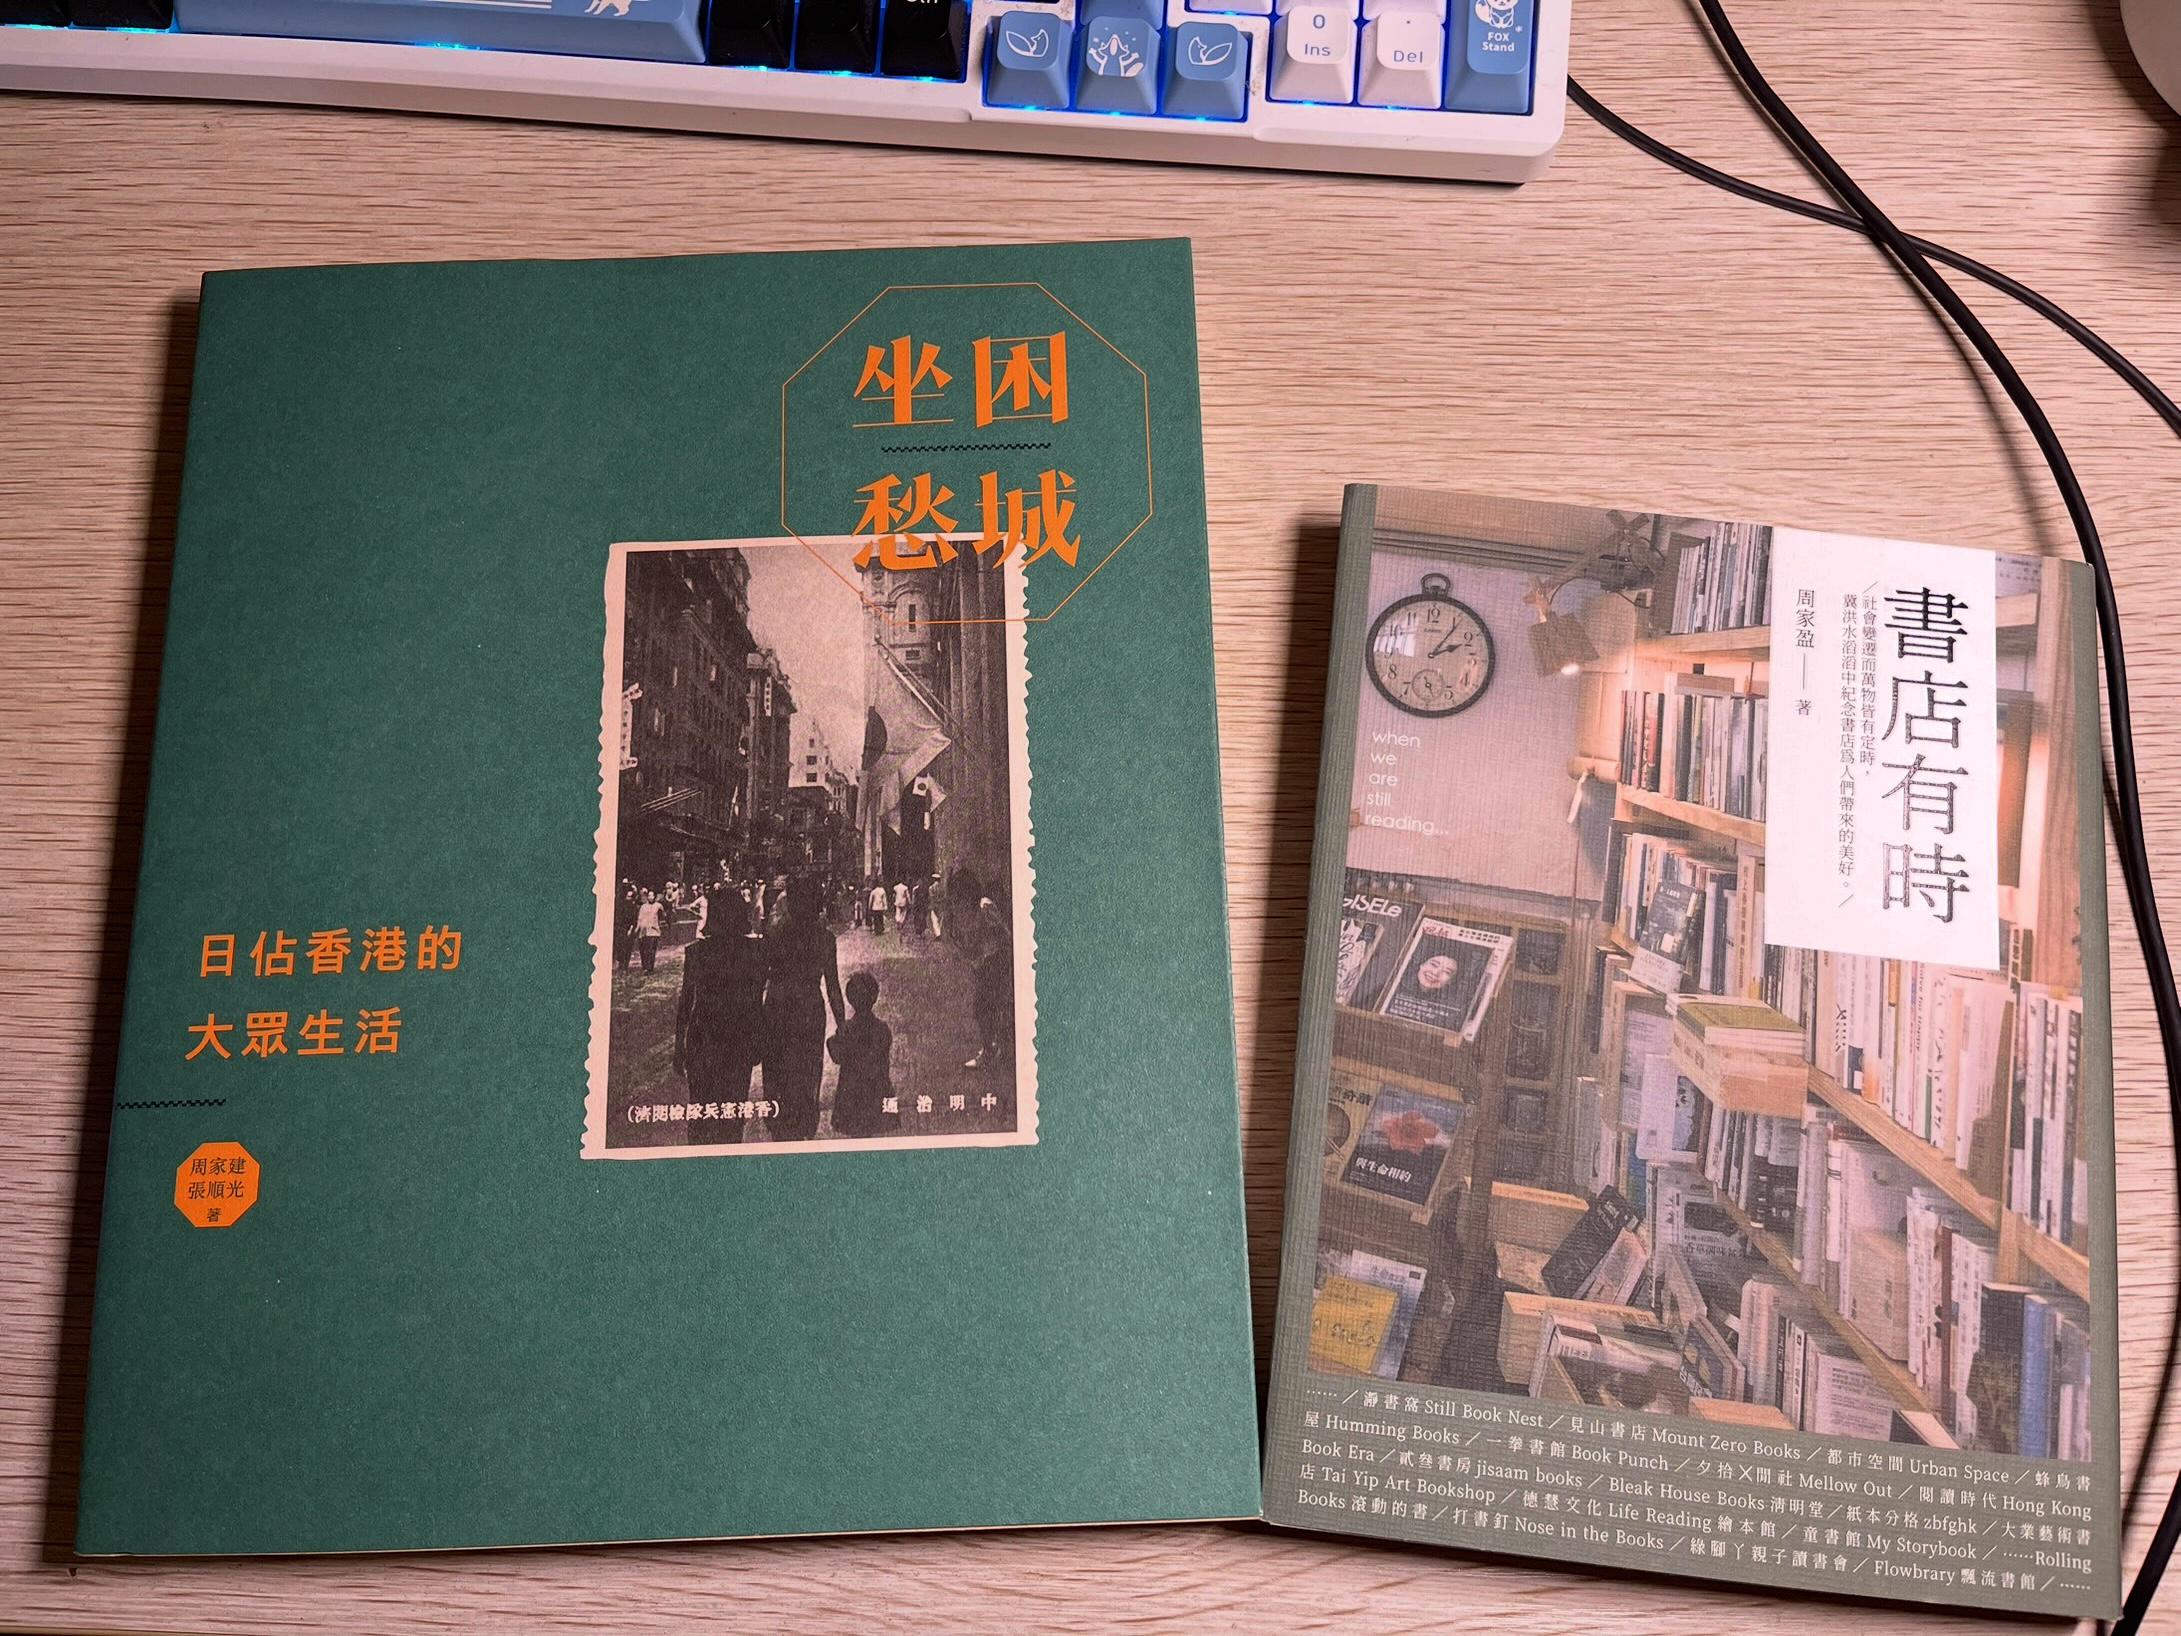 0
Ins
Del
FOX
Stand
坐困
愁城
日佔香港的
大眾生活
周家建
張順光
著
(濟閱檢隊兵憲港香)
通治明中
書店有時
／社會變遷而萬物皆有定時，
冀洪水滔滔中紀念書店為人們帶來的美好。／
周家盈——著
when
we
are
still
reading...
與生命相約
……／瀞書窩 Still Book Nest／見山書店 Mount Zero Books／都市空間 Urban Space／蜂鳥書
屋 Humming Books／一拳書館 Book Punch／夕拾╳閒社 Mellow Out／閱讀時代 Hong Kong
Book Era／貳叁書房 jisaam books／Bleak House Books 清明堂／紙本分格 zbfghk／大業藝術書
店 Tai Yip Art Bookshop／德慧文化 Life Reading 繪本館／童書館 My Storybook／……Rolling
Books 滾動的書／打書釘 Nose in the Books／綠腳丫親子讀書會／Flowbrary 飄流書館／……